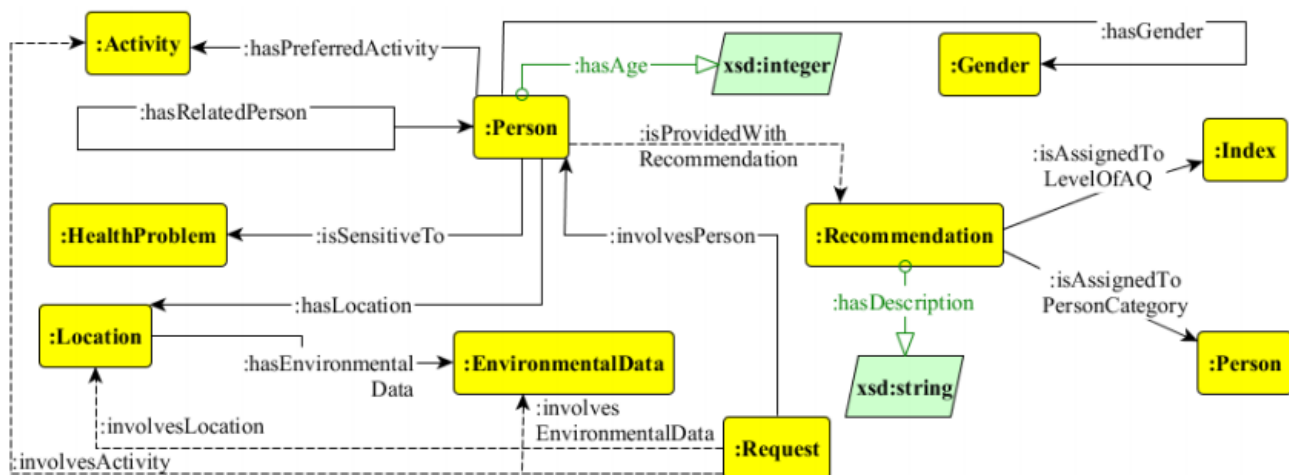 :hasGender
:Activity
:hasPreferredActivity
:hasAge
xsd:integer
:Gender
:hasRelatedPerson
:Person
:isProvidedWith
Recommendation
:isAssignedTo
LevelOfAQ
:Index
:HealthProblem
:isSensitiveTo
:involvesPerson
:Recommendation
:isAssignedTo
PersonCategory
:hasLocation
:hasDescription
:Location
:hasEnvironmental
Data
:EnvironmentalData
:Person
xsd:string
:involvesLocation
:involves
EnvironmentalData
:Request
:involvesActivity